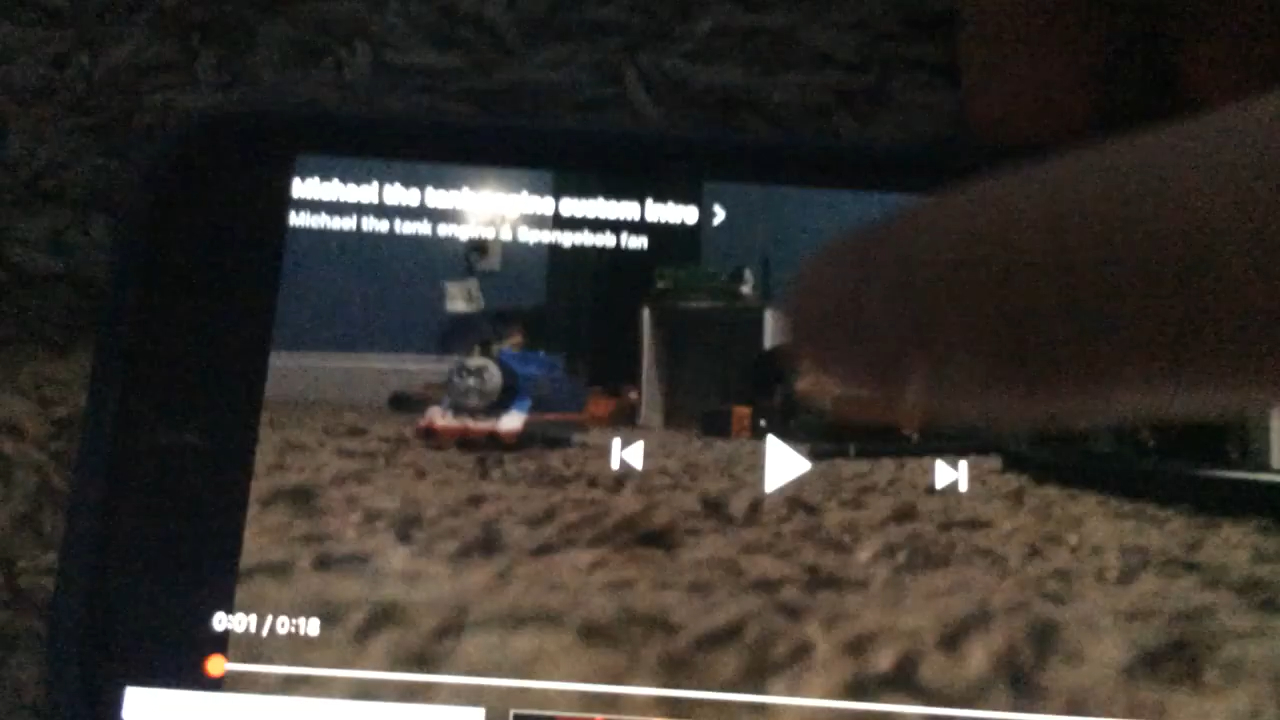 Michael the tank engine custom intro
Michael the tank engine & Spongebob fan
0:01 / 0:18